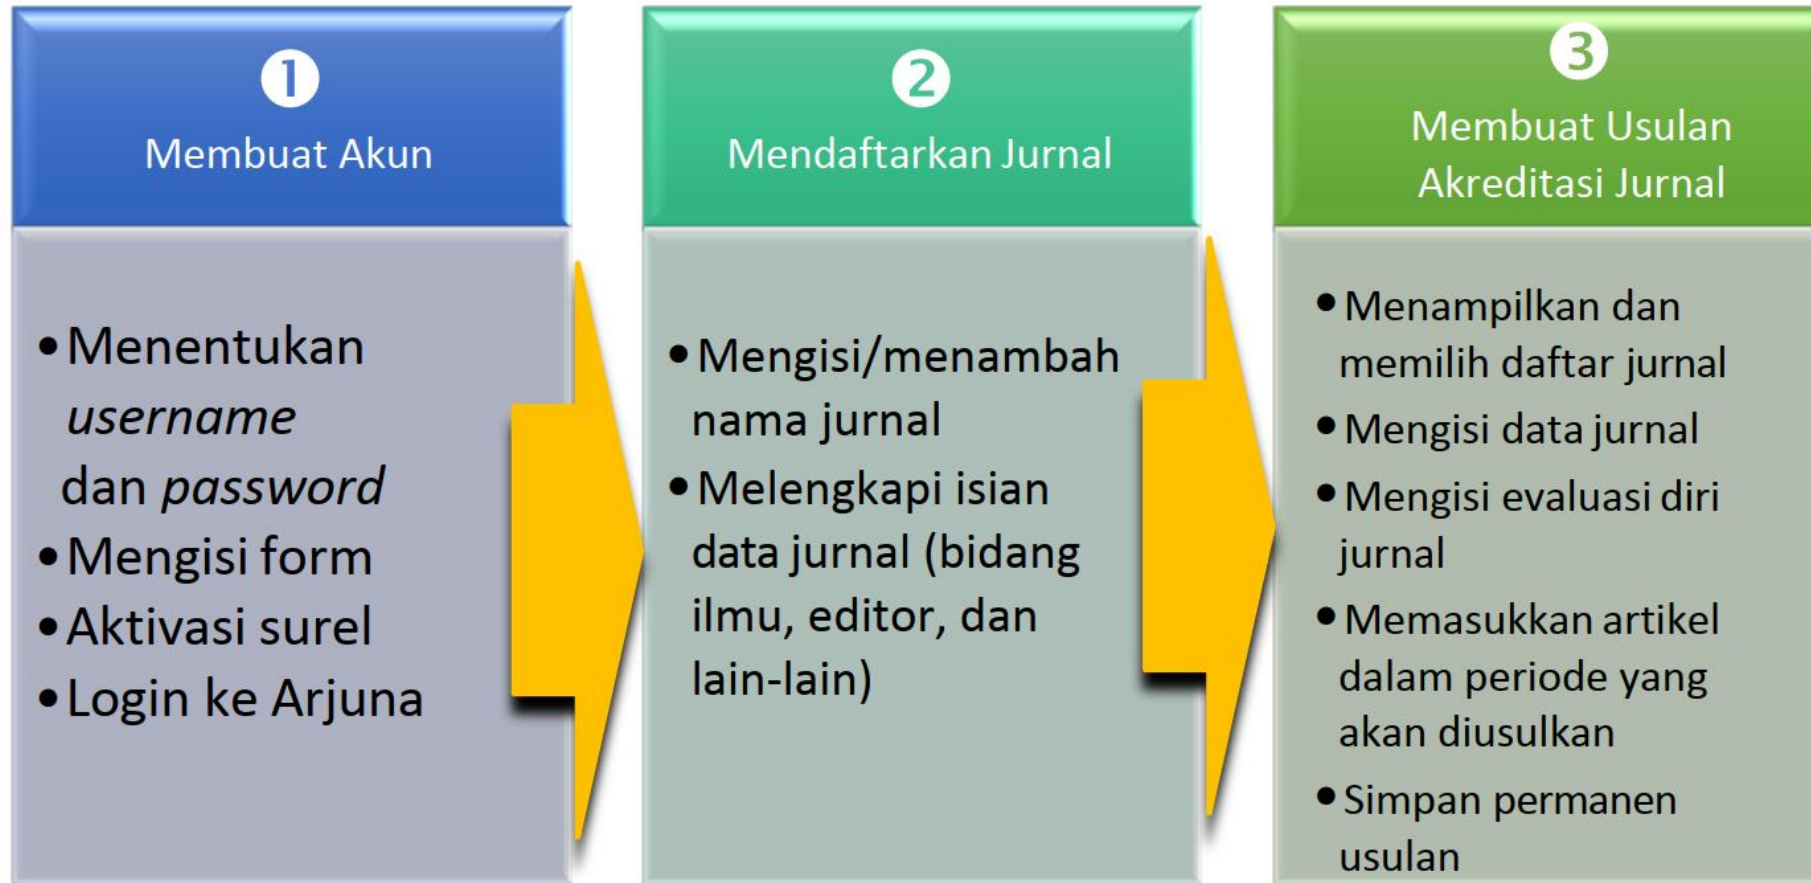 1
Membuat Akun
• Menentukan
username
dan password
• Mengisi form
• Aktivasi surel
• Login ke Arjuna
2
Mendaftarkan Jurnal
• Mengisi/menambah
nama jurnal
• Melengkapi isian
data jurnal (bidang
ilmu, editor, dan
lain-lain)
3
Membuat Usulan
Akreditasi Jurnal
• Menampilkan dan
memilih daftar jurnal
• Mengisi data jurnal
• Mengisi evaluasi diri
jurnal
• Memasukkan artikel
dalam periode yang
akan diusulkan
• Simpan permanen
usulan